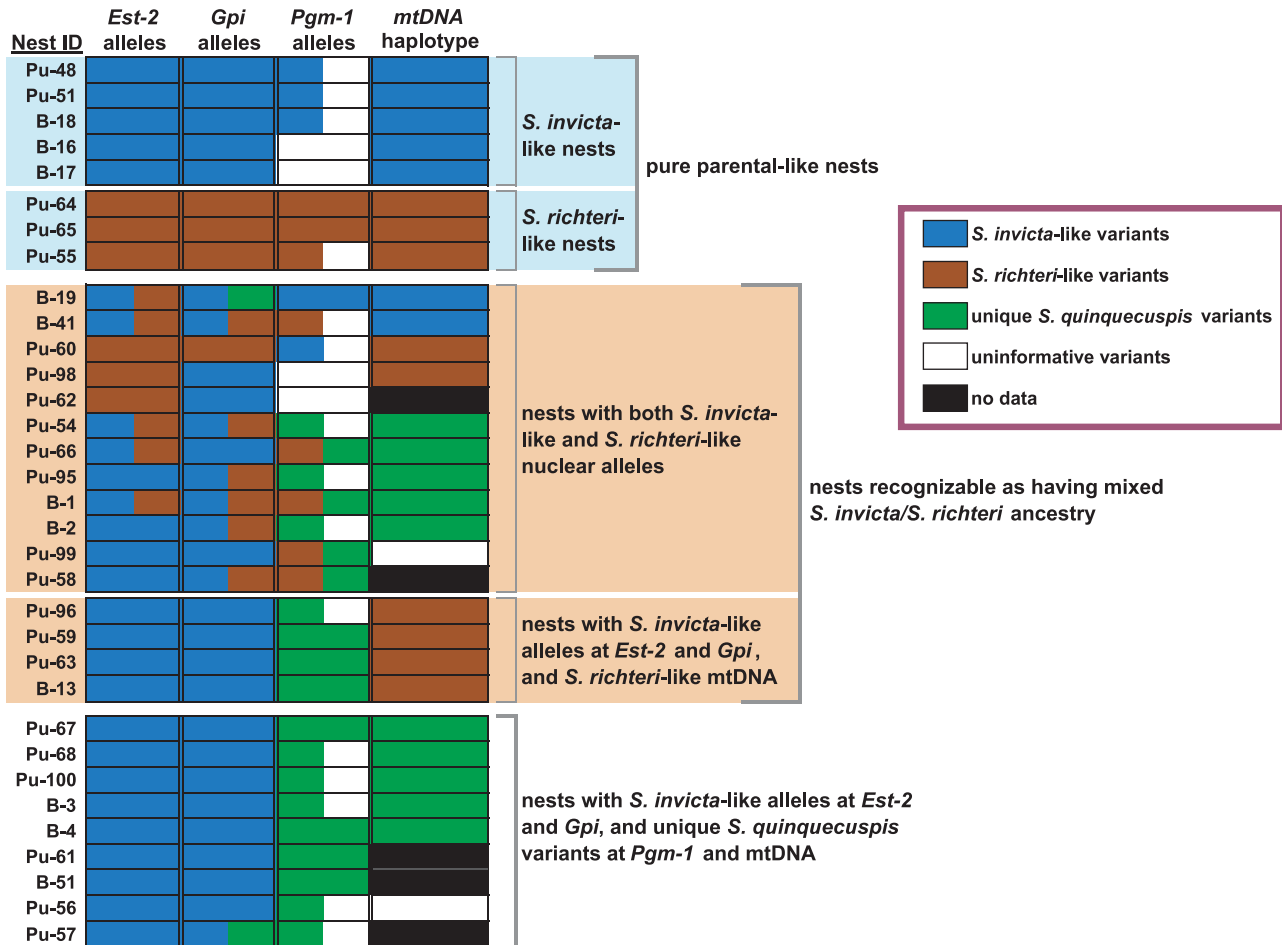 Est-2 Gpi Pgm-1 mtDNA
Nest ID alleles alleles alleles haplotype
Pu-48
Pu-51
B-18
B-16
B-17
S. invicta-
like nests
Pu-64
Pu-65
Pu-55
S. richteri-
like nests
pure parental-like nests
B-19
B-41
Pu-60
Pu-98
Pu-62
Pu-54
Pu-66
Pu-95
B-1
B-2
Pu-99
Pu-58
nests with both S. invicta-
like and S. richteri-like
nuclear alleles
Pu-96
Pu-59
Pu-63
B-13
nests with S. invicta-like
alleles at Est-2 and Gpi ,
and S. richteri-like mtDNA
nests recognizable as having mixed
S. invicta/S. richteri ancestry
Pu-67
Pu-68
Pu-100
B-3
B-4
Pu-61
B-51
Pu-56
Pu-57
nests with S. invicta-like alleles at Est-2
and Gpi, and unique S. quinquecuspis
variants at Pgm-1 and mtDNA
S. invicta-like variants
S. richteri-like variants
unique S. quinquecuspis variants
uninformative variants
no data